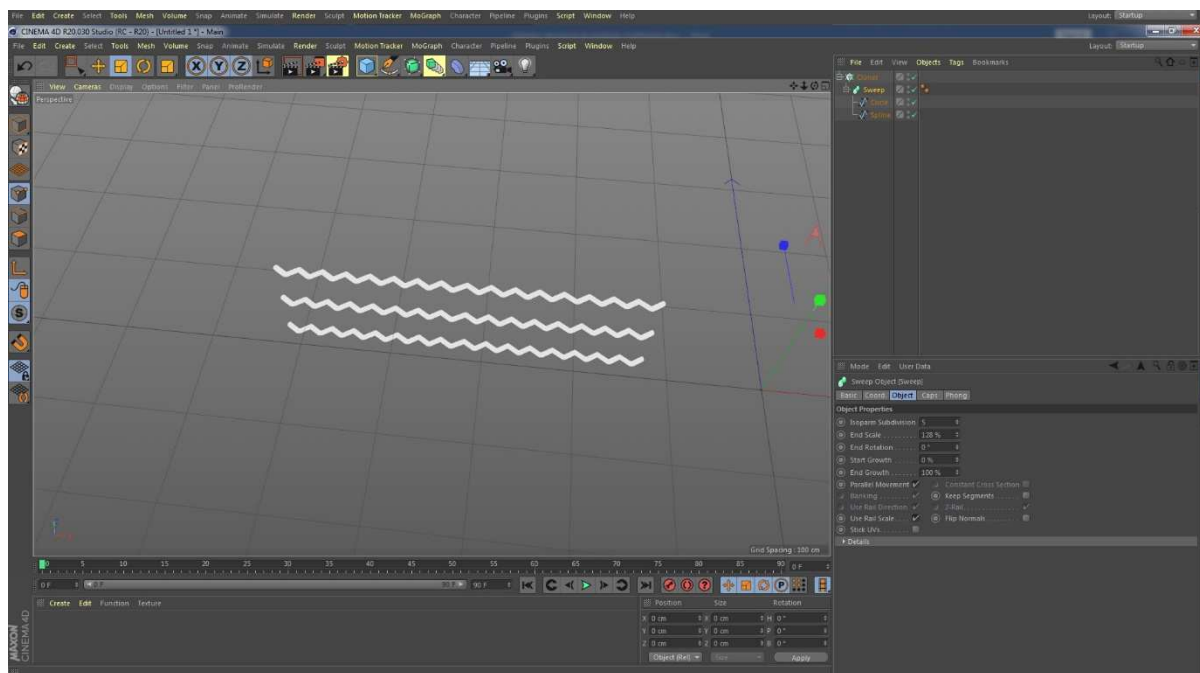 File Edit Create Select Tools Mesh Volume Snap Animate Simulate Render Sculpt Motion Tracker MoGraph Character Pipeline Plugins Script Window Help Layout: Startup
CINEMA 4D R20.030 Studio (RC - R20) - [Untitled 1 *] - Main
File Edit Create Select Tools Mesh Volume Snap Animate Simulate Render Sculpt Motion Tracker MoGraph Character Pipeline Plugins Script Window Help Layout: Startup
X Y Z
File Edit View Objects Tags Bookmarks
View Cameras Display Options Filter Panel ProRender
Perspective
Cloner
Sweep
Circle
Spline
Mode Edit User Data
Sweep Object [Sweep]
Basic Coord. Object Caps Phong
Object Properties
Isoparm Subdivision 5
End Scale 128 %
End Rotation 0 °
Start Growth 0 %
End Growth 100 %
Parallel Movement Constant Cross Section
Banking Keep Segments
Use Rail Direction 2-Rail
Use Rail Scale Flip Normals
Stick UVs
Details
Grid Spacing : 100 cm
0 5 10 15 20 25 30 35 40 45 50 55 60 65 70 75 80 85 90 0 F
0 F 0 F 90 F 90 F
Create Edit Function Texture
Position Size Rotation
X 0 cm X 0 cm H 0 °
Y 0 cm Y 0 cm P 0 °
Z 0 cm Z 0 cm B 0 °
Object (Rel) Size Apply
MAXON
CINEMA 4D